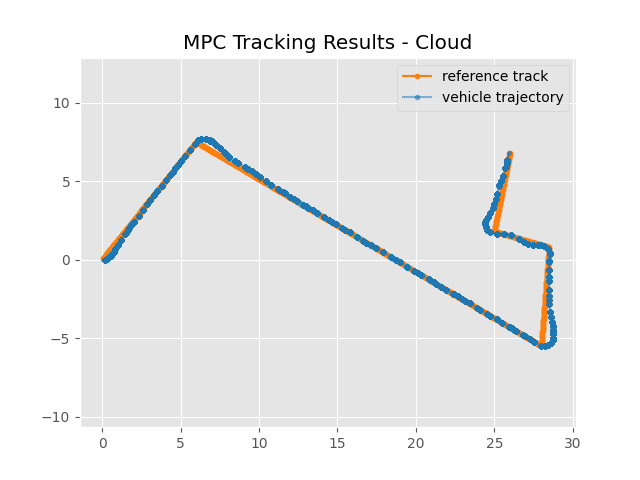 MPC Tracking Results - Cloud
reference track
vehicle trajectory
10
5
0
−5
−10
0 5 10 15 20 25 30